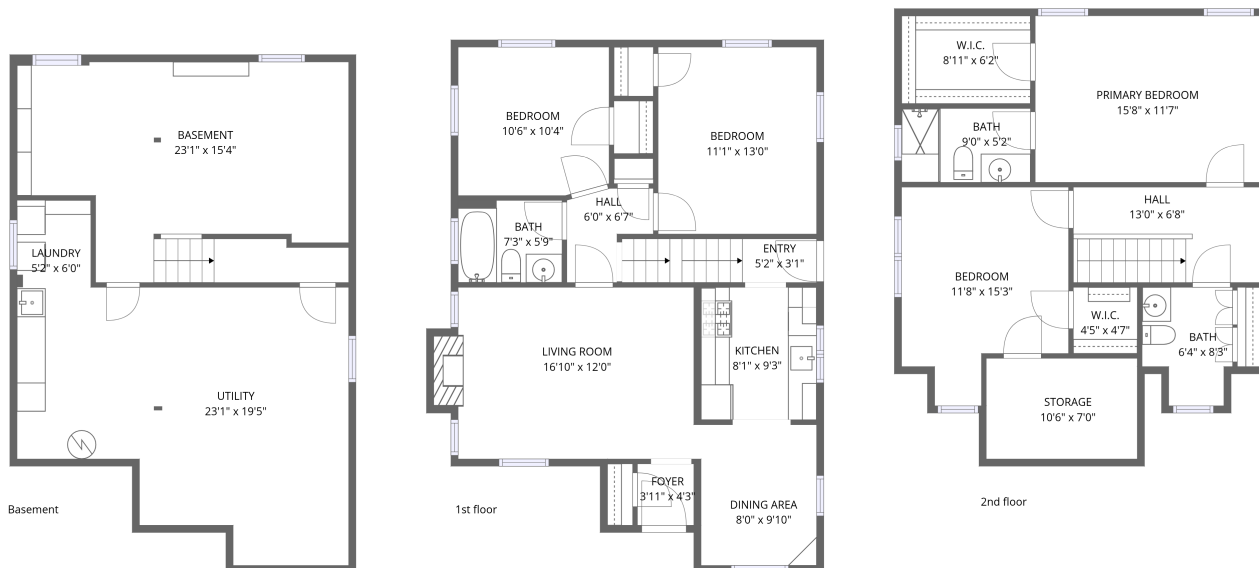 BASEMENT
23'1" x 15'4"
LAUNDRY
5'2" x 6'0"
UTILITY
23'1" x 19'5"
Basement
BEDROOM
10'6" x 10'4"
BEDROOM
11'1" x 13'0"
HALL
6'0" x 6'7"
BATH
7'3" x 5'9"
ENTRY
5'2" x 3'1"
LIVING ROOM
16'10" x 12'0"
KITCHEN
8'1" x 9'3"
FOYER
3'11" x 4'3"
DINING AREA
8'0" x 9'10"
1st floor
W.I.C.
8'11" x 6'2"
PRIMARY BEDROOM
15'8" x 11'7"
BATH
9'0" x 5'2"
HALL
13'0" x 6'8"
BEDROOM
11'8" x 15'3"
W.I.C.
4'5" x 4'7"
BATH
6'4" x 8'3"
STORAGE
10'6" x 7'0"
2nd floor